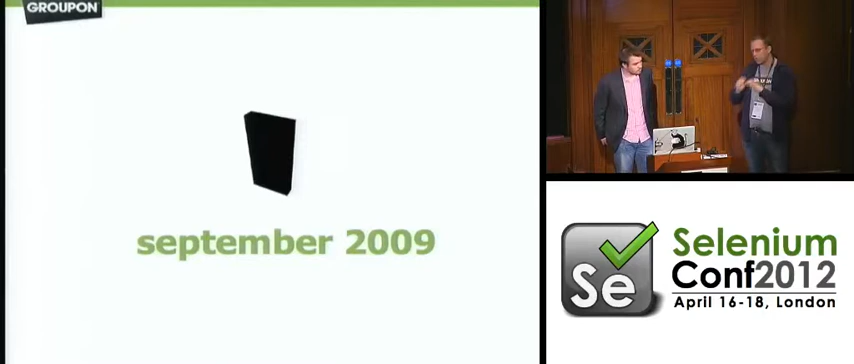 GROUPON
september 2009
Se
Selenium
Conf2012
April 16-18, London